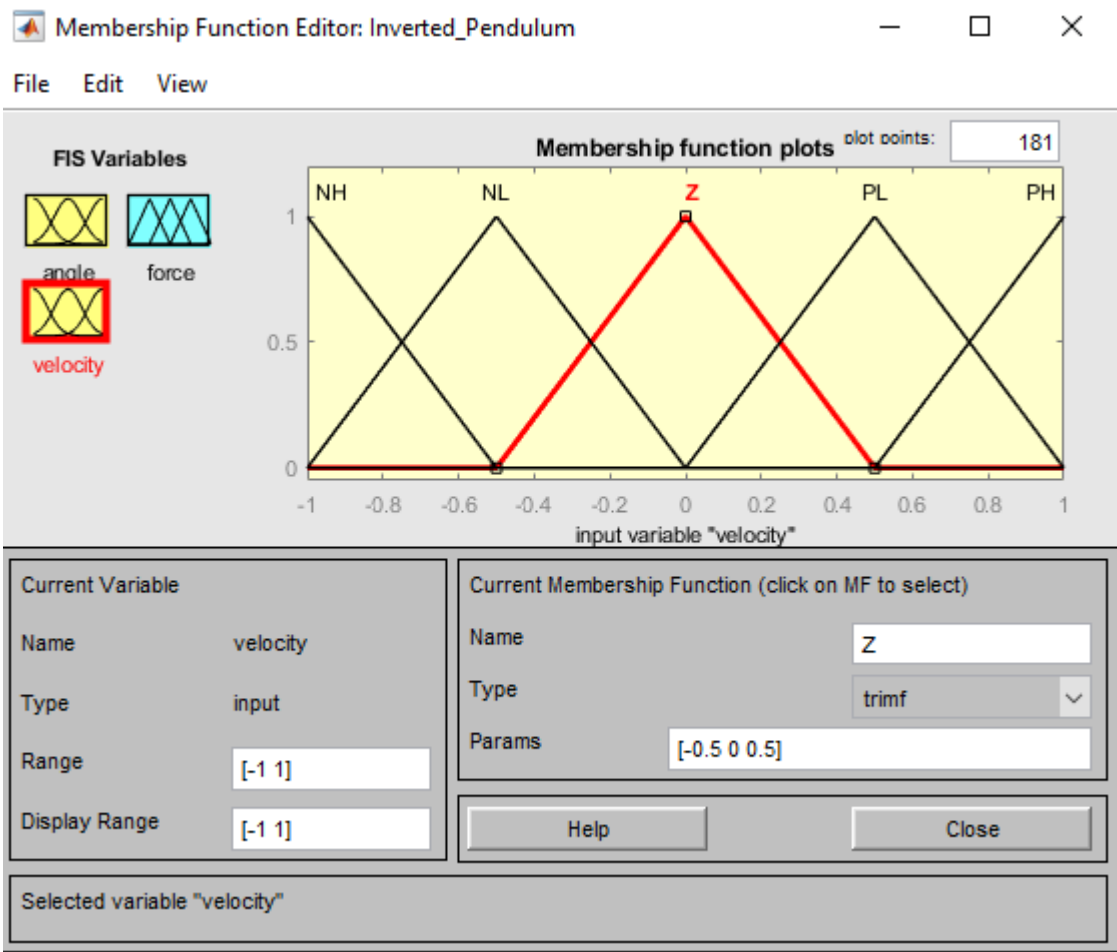 Membership Function Editor: Inverted_Pendulum
File Edit View
FIS Variables
angle
force
velocity
Membership function plots
plot points:
181
NH NL Z PL PH
1
0.5
0
-1 -0.8 -0.6 -0.4 -0.2 0 0.2 0.4 0.6 0.8 1
input variable "velocity"
Current Variable
Name velocity
Type input
Range [-1 1]
Display Range [-1 1]
Current Membership Function (click on MF to select)
Name Z
Type trimf
Params [-0.5 0 0.5]
Help Close
Selected variable "velocity"